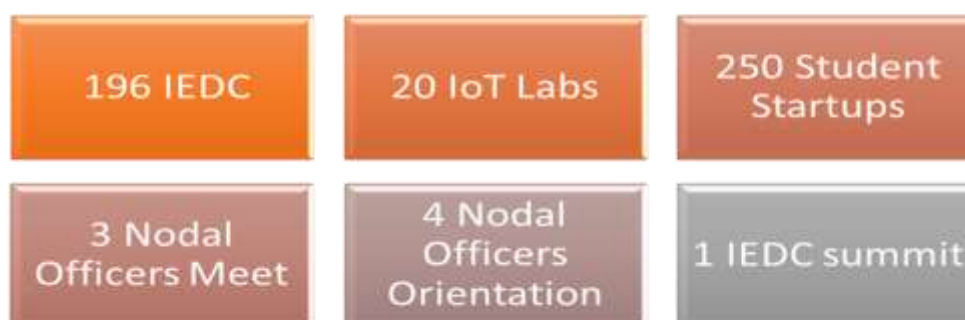 196 IEDC
20 IoT Labs
250 Student
Startups
3 Nodal
Officers Meet
4 Nodal
Officers
Orientation
1 IEDC summit